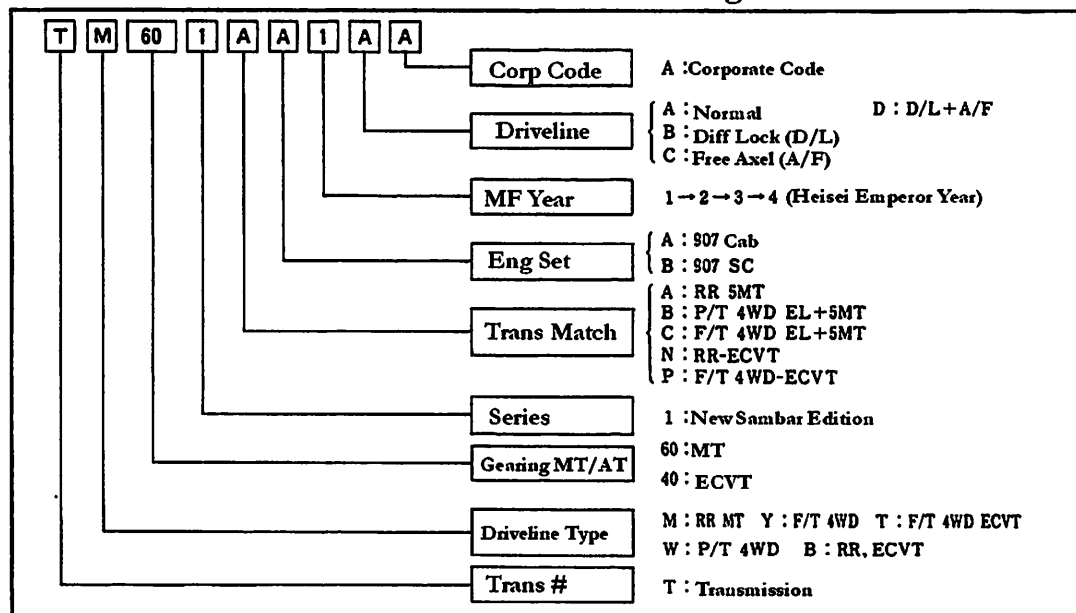 T M 60 1 A A 1 A A
Corp Code A : Corporate Code
Driveline A : Normal D : D/L+A/F
B : Diff Lock (D/L)
C : Free Axel (A/F)
MF Year 1→2→3→4 (Heisei Emperor Year)
Eng Set A : 907 Cab
B : 907 SC
Trans Match A : RR 5MT
B : P/T 4WD EL+5MT
C : F/T 4WD EL+5MT
N : RR-ECVT
P : F/T 4WD-ECVT
Series 1 : New Sambar Edition
Gearing MT/AT 60 : MT
40 : ECVT
Driveline Type M : RR MT Y : F/T 4WD T : F/T 4WD ECVT
W : P/T 4WD B : RR, ECVT
Trans # T : Transmission